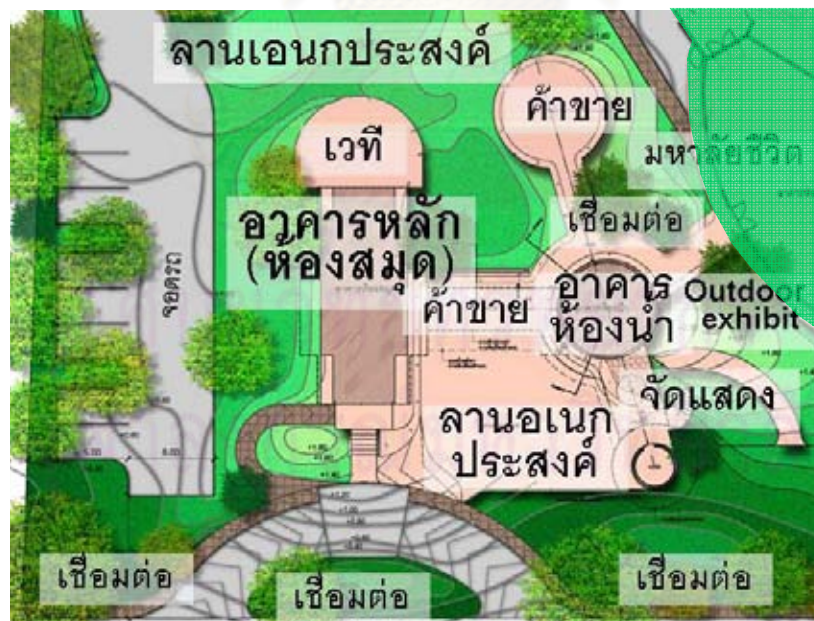 ลานเอนกประสงค์
ค้าขาย
เวที
มหาลัยชีวิต
อาคารหลัก
(ห้องสมุด)
เชื่อมต่อ
จอดรถ
ค้าขาย
อาคาร
ห้องน้ำ
Outdoor
exhibit
จัดแสดง
ลานอเนก
ประสงค์
เชื่อมต่อ
เชื่อมต่อ
เชื่อมต่อ